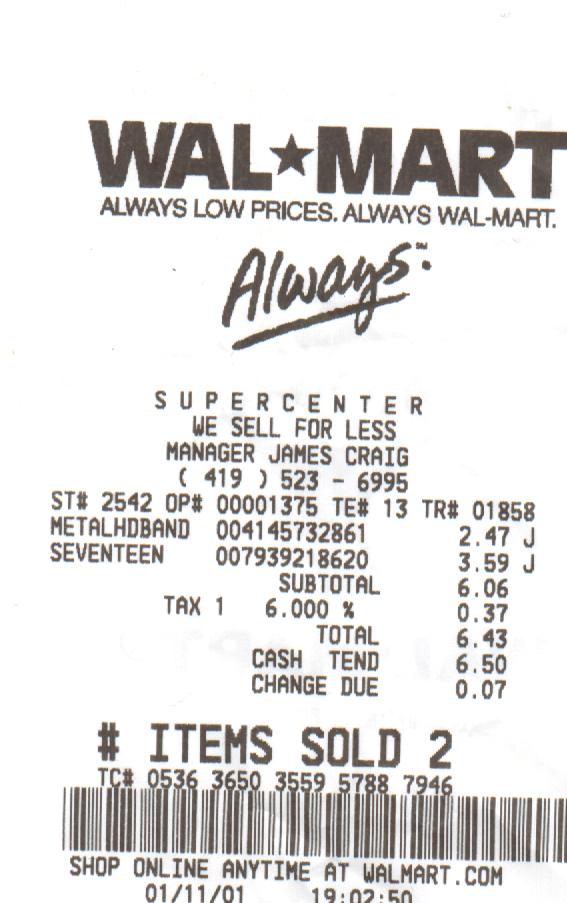 WAL★MART
ALWAYS LOW PRICES. ALWAYS WAL-MART.
Always.™
SUPERCENTER
WE SELL FOR LESS
MANAGER JAMES CRAIG
( 419 ) 523 - 6995
ST# 2542 OP# 00001375 TE# 13 TR# 01858
METALHDBAND 004145732861 2.47 J
SEVENTEEN 007939218620 3.59 J
SUBTOTAL 6.06
TAX 1 6.000 % 0.37
TOTAL 6.43
CASH TEND 6.50
CHANGE DUE 0.07
# ITEMS SOLD 2
TC# 0536 3650 3559 5788 7946
SHOP ONLINE ANYTIME AT WALMART.COM
01/11/01 19:02:50